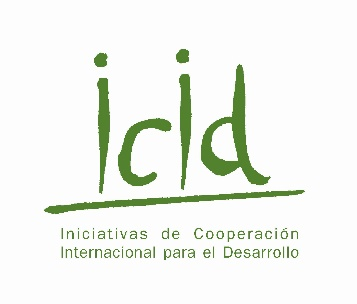 icid
Iniciativas de Cooperación
Internacional para el Desarrollo